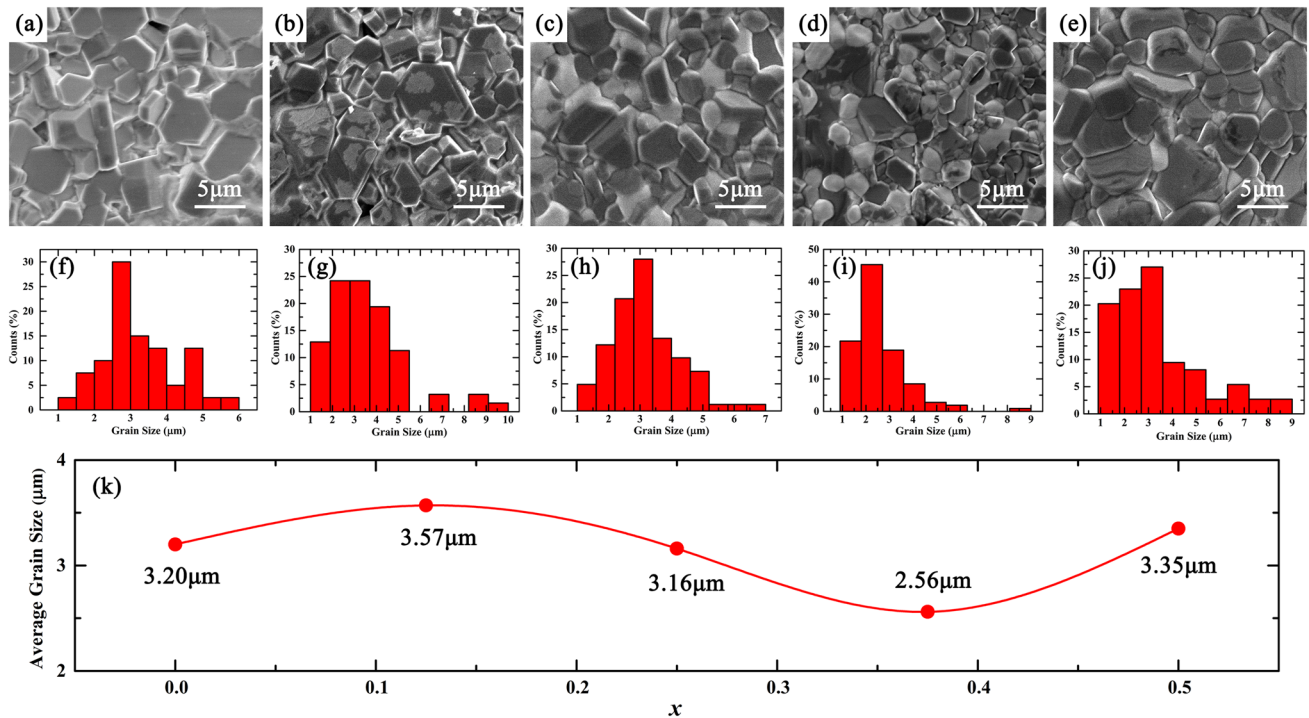 (a) (b) (c) (d) (e)
5μm 5μm 5μm 5μm 5μm
(f)
30
25
20
15
10
5
0
Counts (%)
1 2 3 4 5 6
Grain Size (μm)
(g)
30
25
20
15
10
5
0
Counts (%)
1 2 3 4 5 6 7 8 9 10
Grain Size (μm)
(h)
30
25
20
15
10
5
0
Counts (%)
1 2 3 4 5 6 7
Grain Size (μm)
(i)
50
40
30
20
10
0
Counts (%)
1 2 3 4 5 6 7 8 9
Grain Size (μm)
(j)
30
25
20
15
10
5
0
Counts (%)
1 2 3 4 5 6 7 8 9
Grain Size (μm)
(k)
4
3
2
Average Grain Size (μm)
3.20μm
3.57μm
3.16μm
2.56μm
3.35μm
0.0 0.1 0.2 0.3 0.4 0.5
x